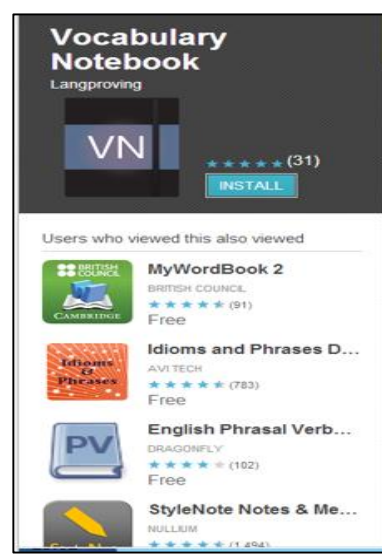 Vocabulary
Notebook
Langproving
VN
(31)
INSTALL
Users who viewed this also viewed
BRITISH
COUNCIL
CAMBRIDGE
MyWordBook 2
BRITISH COUNCIL
(91)
Free
Idioms
&
Phrases
Idioms and Phrases D...
AVI TECH
(783)
Free
PV
English Phrasal Verb...
DRAGONFLY
(102)
Free
StyleNote Notes & Me...
NULLIUM
(1,494)